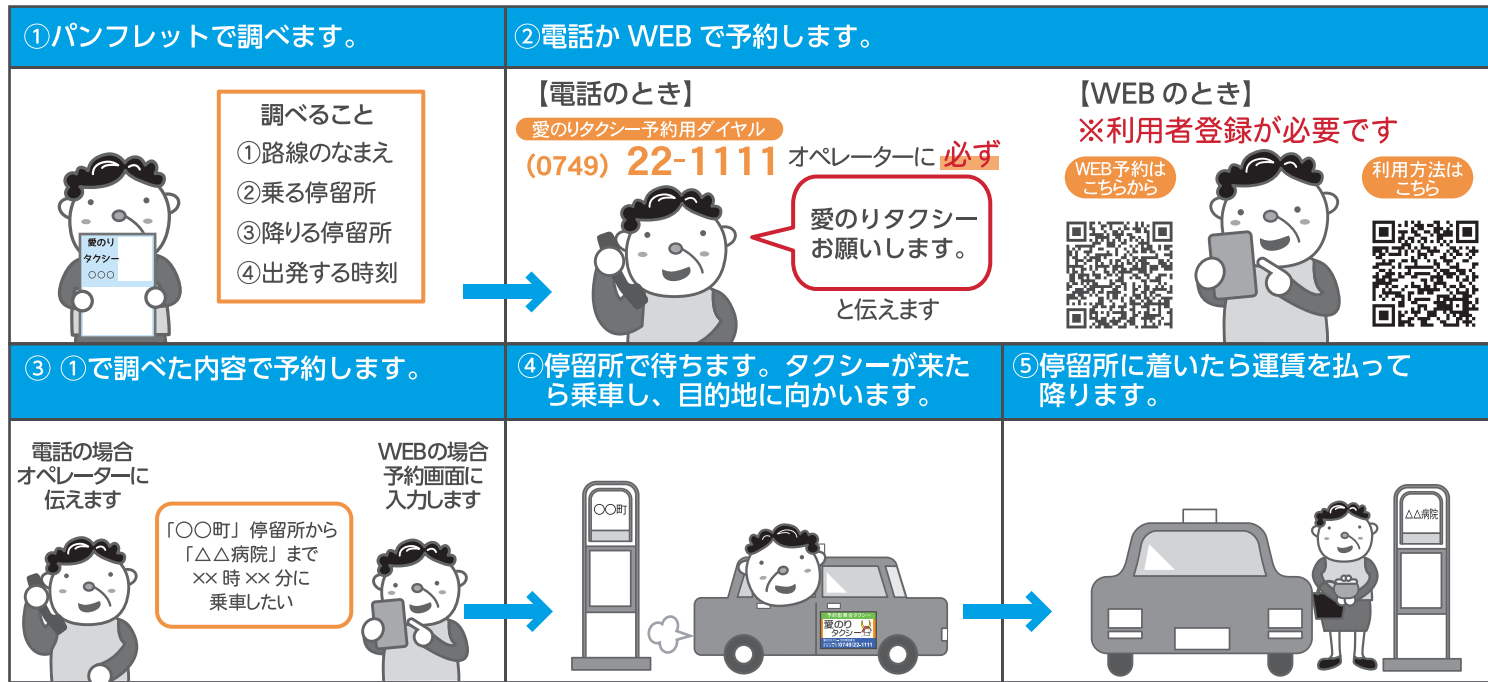 ①パンフレットで調べます。
調べること
①路線のなまえ
②乗る停留所
③降りる停留所
④出発する時刻
愛のり
タクシー
○○○
②電話か WEB で予約します。
【電話のとき】
愛のりタクシー予約用ダイヤル
(0749) 22-1111
オペレーターに 必ず
愛のりタクシー
お願いします。
と伝えます
【WEB のとき】
※利用者登録が必要です
WEB予約は
こちらから
利用方法は
こちら
③ ①で調べた内容で予約します。
電話の場合
オペレーターに
伝えます
「○○町」停留所から
「△△病院」まで
×× 時 ×× 分に
乗車したい
WEBの場合
予約画面に
入力します
④停留所で待ちます。タクシーが来た
ら乗車し、目的地に向かいます。
○○町
愛のり
タクシー
(0749)22-1111
⑤停留所に着いたら運賃を払って
降ります。
△△病院